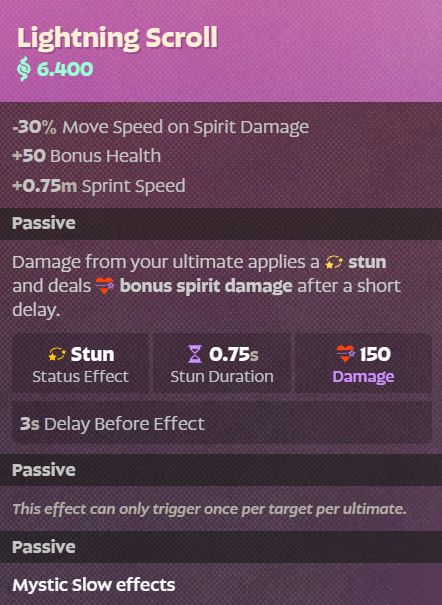 Lightning Scroll
6.400
-30% Move Speed on Spirit Damage
+50 Bonus Health
+0.75m Sprint Speed
Passive
Damage from your ultimate applies a stun
and deals bonus spirit damage after a short
delay.
Stun
Status Effect
0.75s
Stun Duration
150
Damage
3s Delay Before Effect
Passive
This effect can only trigger once per target per ultimate.
Passive
Mystic Slow effects